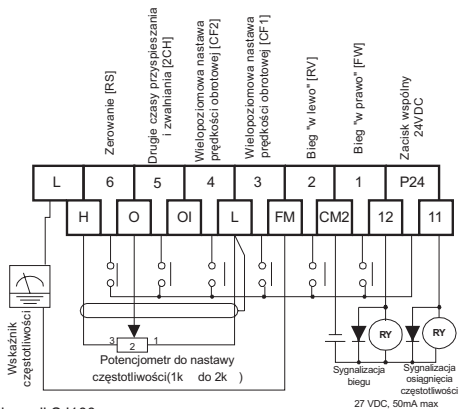 Zerowanie [RS]
Drugie czasy przyspieszania
i zwalniania [2CH]
Wielopoziomowa nastawa
prędkości obrotowej [CF2]
Wielopoziomowa nastawa
prędkości obrotowej [CF1]
Bieg "w lewo" [RV]
Bieg "w prawo" [FW]
Zacisk wspólny
24VDC
L 6 5 4 3 2 1 P24
H O OI L FM CM2 12 11
Wskaźnik
częstotliwości
3 2 1
Potencjometr do nastawy
częstotliwości(1k do 2k )
RY RY
Sygnalizacja
biegu
Sygnalizacja
osiągnięcia
częstotliwości
27 VDC, 50mA max